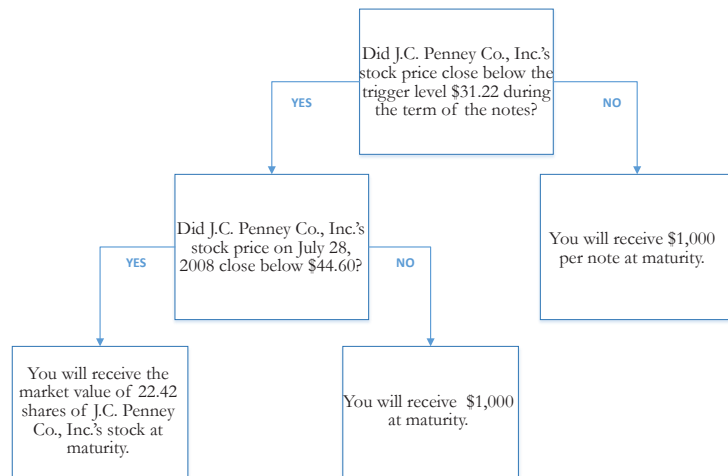 Did J.C. Penney Co., Inc.'s
stock price close below the
trigger level $31.22 during
the term of the notes?
YES
NO
Did J.C. Penney Co., Inc.'s
stock price on July 28,
2008 close below $44.60?
You will receive $1,000
per note at maturity.
YES
NO
You will receive the
market value of 22.42
shares of J.C. Penney
Co., Inc.'s stock at
maturity.
You will receive $1,000
at maturity.